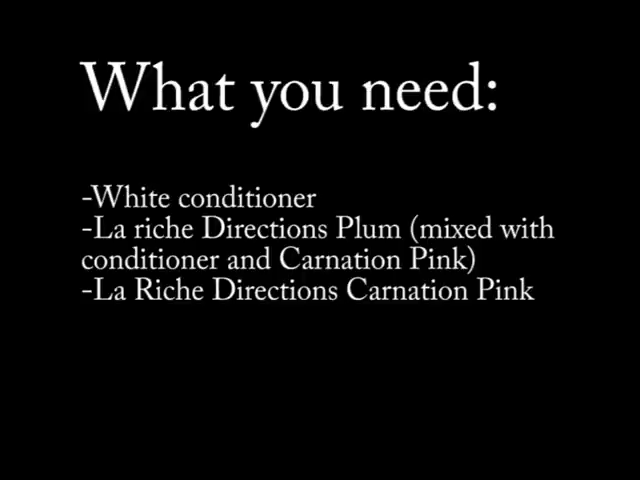 What you need:
-White conditioner
-La riche Directions Plum (mixed with
conditioner and Carnation Pink)
-La Riche Directions Carnation Pink